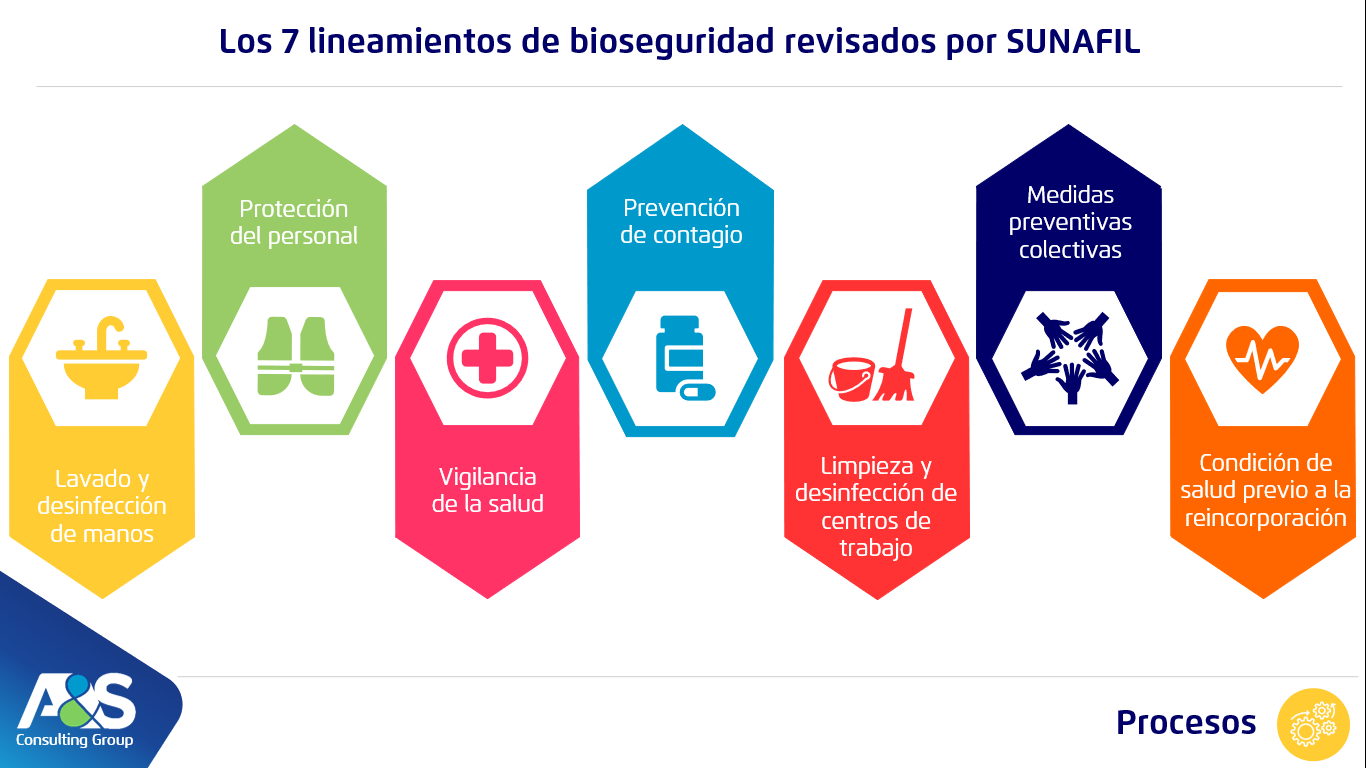 Los 7 lineamientos de bioseguridad revisados por SUNAFIL
Lavado y
desinfección
de manos
Protección
del personal
Vigilancia
de la salud
Prevención
de contagio
Limpieza y
desinfección de
centros de
trabajo
Medidas
preventivas
colectivas
Condición de
salud previo a la
reincorporación
A&S
Consulting Group
Procesos